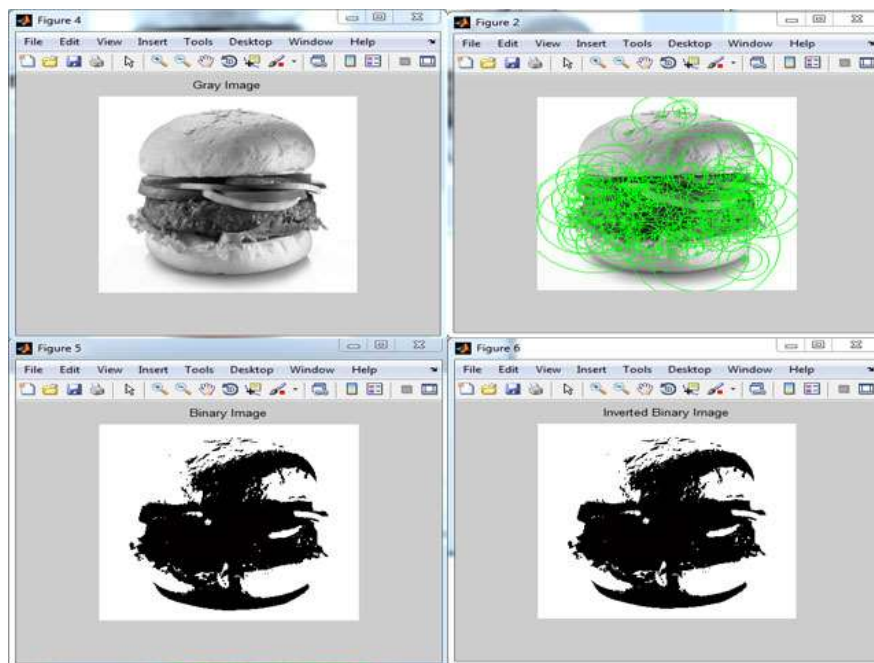 Figure 4
File Edit View Insert Tools Desktop Window Help
Gray Image
Figure 2
File Edit View Insert Tools Desktop Window Help
Figure 5
File Edit View Insert Tools Desktop Window Help
Binary Image
Figure 6
File Edit View Insert Tools Desktop Window Help
Inverted Binary Image